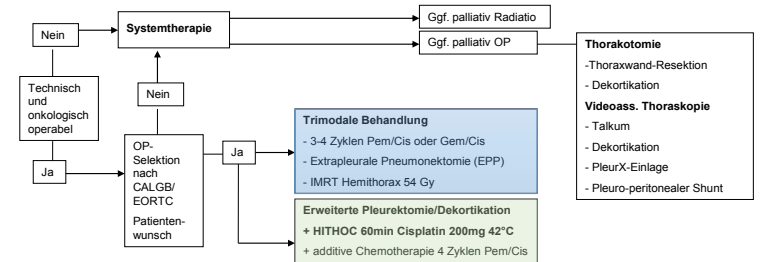 Nein
Systemtherapie
Ggf. palliativ Radiatio
Ggf. palliativ OP
Thorakotomie
-Thoraxwand-Resektion
- Dekortikation
Videoass. Thoraskopie
- Talkum
- Dekortikation
- PleurX-Einlage
- Pleuro-peritonealer Shunt
Technisch
und
onkologisch
operabel
Nein
Ja
OP-
Selektion
nach
CALGB/
EORTC
Patienten-
wunsch
Ja
Trimodale Behandlung
- 3-4 Zyklen Pem/Cis oder Gem/Cis
- Extrapleurale Pneumonektomie (EPP)
- IMRT Hemithorax 54 Gy
Erweiterte Pleurektomie/Dekortikation
+ HITHOC 60min Cisplatin 200mg 42°C
+ additive Chemotherapie 4 Zyklen Pem/Cis